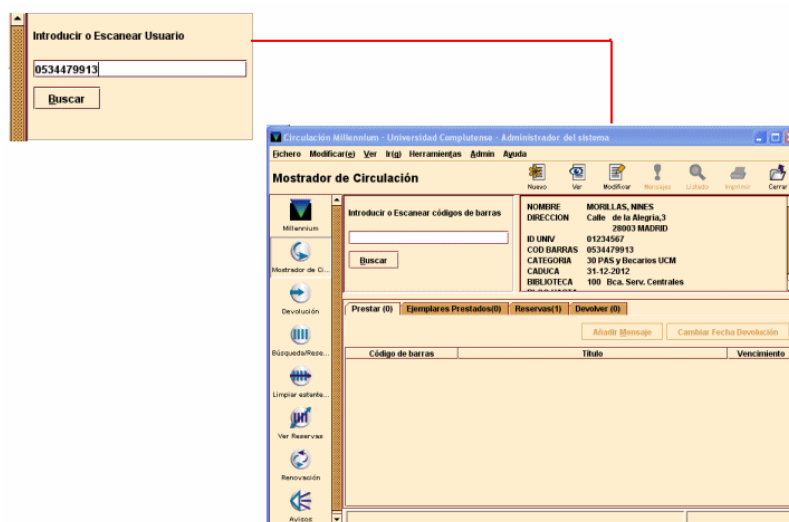 Introducir o Escanear Usuario
0534479913
Buscar
Circulación Millennium - Universidad Complutense - Administrador del sistema
Fichero Modificar(e) Ver Ir(g) Herramientas Admin Ayuda
Mostrador de Circulación
Nuevo Ver Modificar Mensajes Listado Imprimir Cerrar
Millennium
Mostrador de Ci...
Devolución
Búsqueda/Rese...
Limpiar estante...
Ver Reservas
Renovación
Avisos
Introducir o Escanear códigos de barras
Buscar
NOMBRE MORILLAS, NINES
DIRECCION Calle de la Alegría,3
28003 MADRID
ID UNIV 01234567
COD BARRAS 0534479913
CATEGORIA 30 PAS y Becarios UCM
CADUCA 31-12-2012
BIBLIOTECA 100 Bca. Serv. Centrales
Prestar (0) Ejemplares Prestados(0) Reservas(1) Devolver (0)
Añadir Mensaje Cambiar Fecha Devolución
Código de barras Título Vencimiento